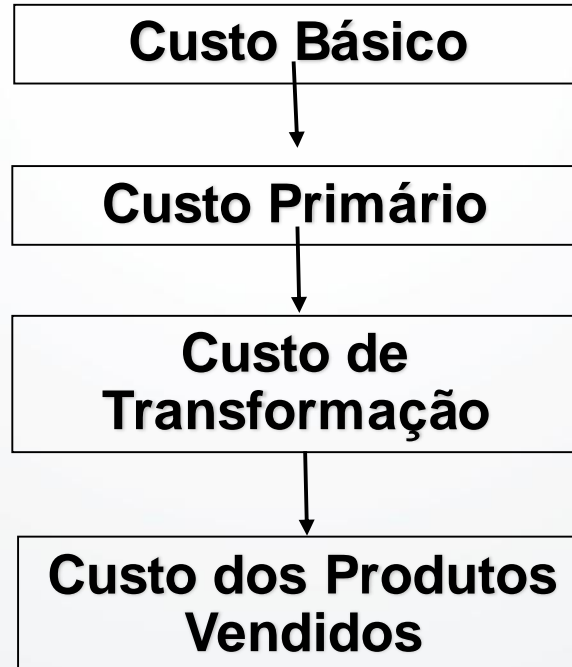 Custo Básico
Custo Primário
Custo de
Transformação
Custo dos Produtos
Vendidos